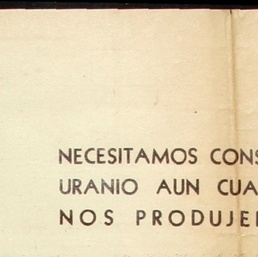 NECESITAMOS CONS
URANIO AUN CUA
NOS PRODUJE